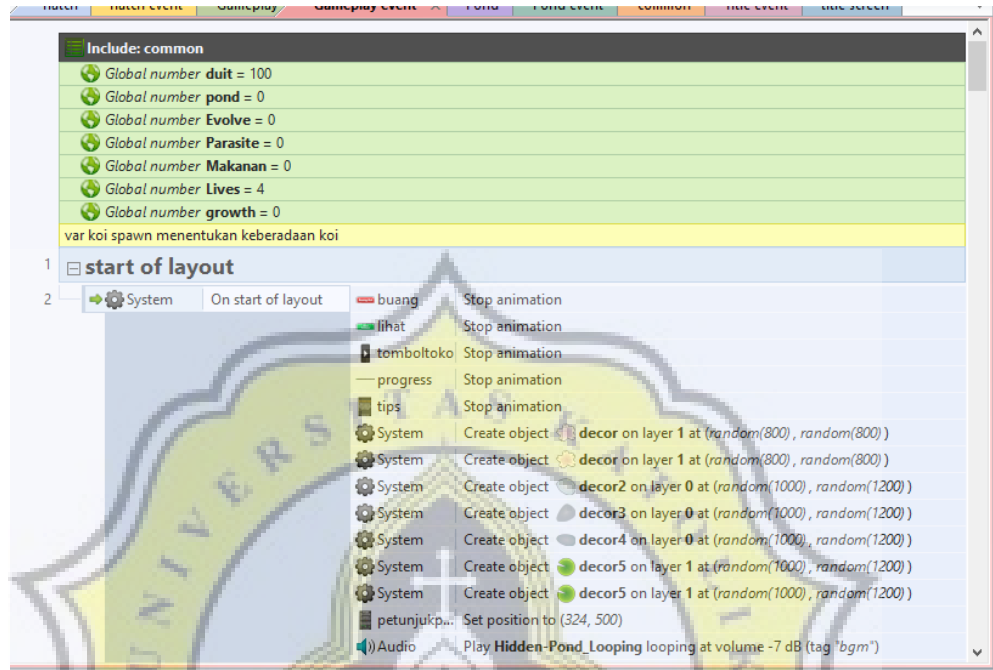 hatch hatch event Gameplay Gameplay event × Pond Pond event common Title event title screen
Include: common
Global number duit = 100
Global number pond = 0
Global number Evolve = 0
Global number Parasite = 0
Global number Makanan = 0
Global number Lives = 4
Global number growth = 0
var koi spawn menentukan keberadaan koi
1 start of layout
2 System On start of layout buang Stop animation
lihat Stop animation
tomboltoko Stop animation
progress Stop animation
tips Stop animation
System Create object decor on layer 1 at (random(800) , random(800) )
System Create object decor on layer 1 at (random(800) , random(800) )
System Create object decor2 on layer 0 at (random(1000) , random(1200) )
System Create object decor3 on layer 0 at (random(1000) , random(1200) )
System Create object decor4 on layer 0 at (random(1000) , random(1200) )
System Create object decor5 on layer 1 at (random(1000) , random(1200) )
System Create object decor5 on layer 1 at (random(1000) , random(1200) )
petunjukp... Set position to (324, 500)
Audio Play Hidden-Pond_Looping looping at volume -7 dB (tag "bgm")
UNIVERSITAS KATOLIK